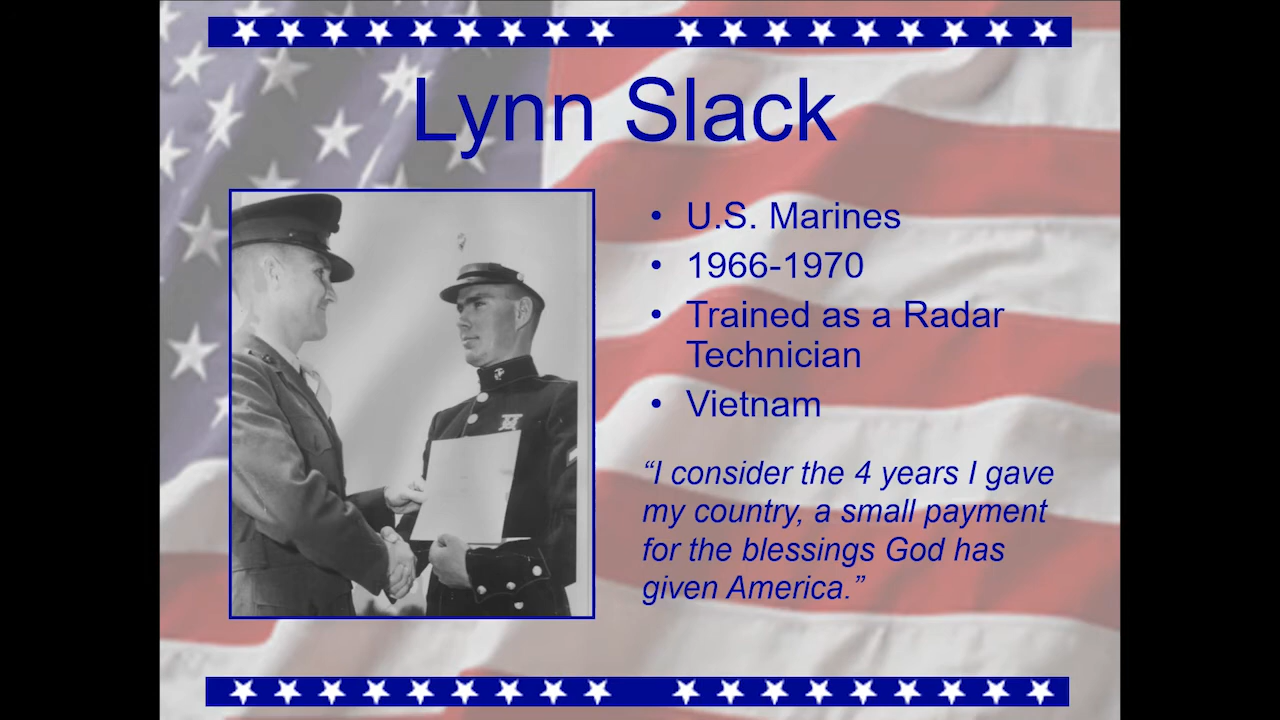 Lynn Slack
• U.S. Marines
• 1966-1970
• Trained as a Radar
Technician
• Vietnam
“I consider the 4 years I gave
my country, a small payment
for the blessings God has
given America.”